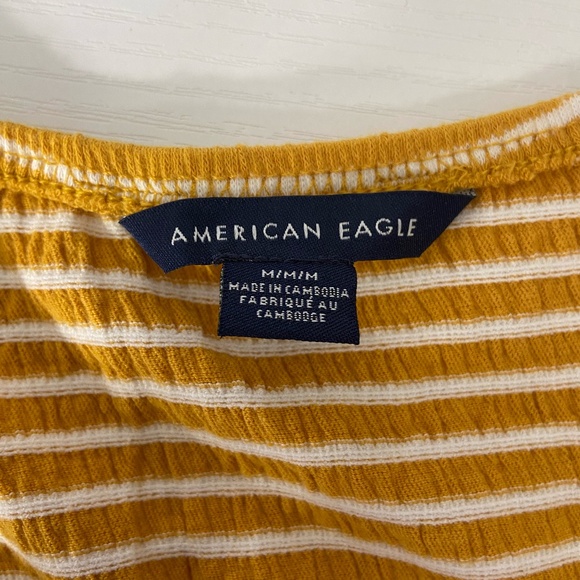 AMERICAN EAGLE
M/M/M
MADE IN CAMBODIA
FABRIQUÉ AU
CAMBODGE